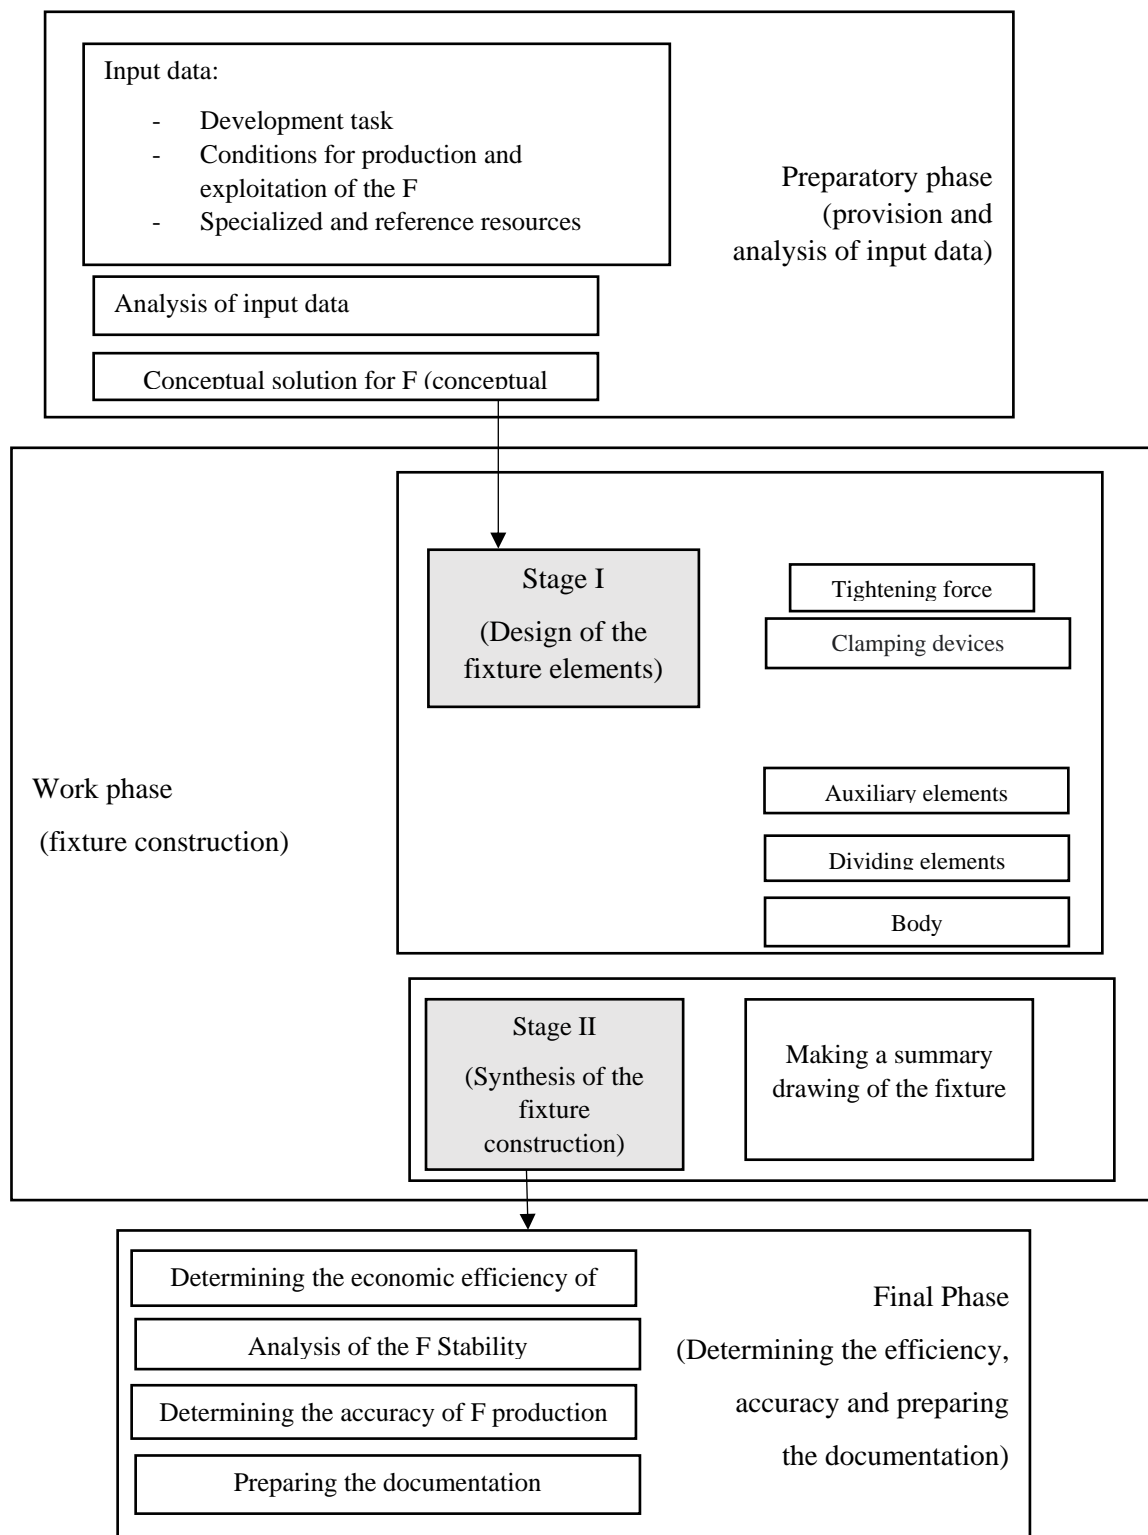 Input data:
- Development task
- Conditions for production and
exploitation of the F
- Specialized and reference resources
Preparatory phase
(provision and
analysis of input data)
Analysis of input data
Conceptual solution for F (conceptual
Stage I
(Design of the
fixture elements)
Tightening force
Clamping devices
Auxiliary elements
Dividing elements
Body
Work phase
(fixture construction)
Stage II
(Synthesis of the
fixture
construction)
Making a summary
drawing of the fixture
Determining the economic efficiency of
Analysis of the F Stability
Determining the accuracy of F production
Preparing the documentation
Final Phase
(Determining the efficiency,
accuracy and preparing
the documentation)